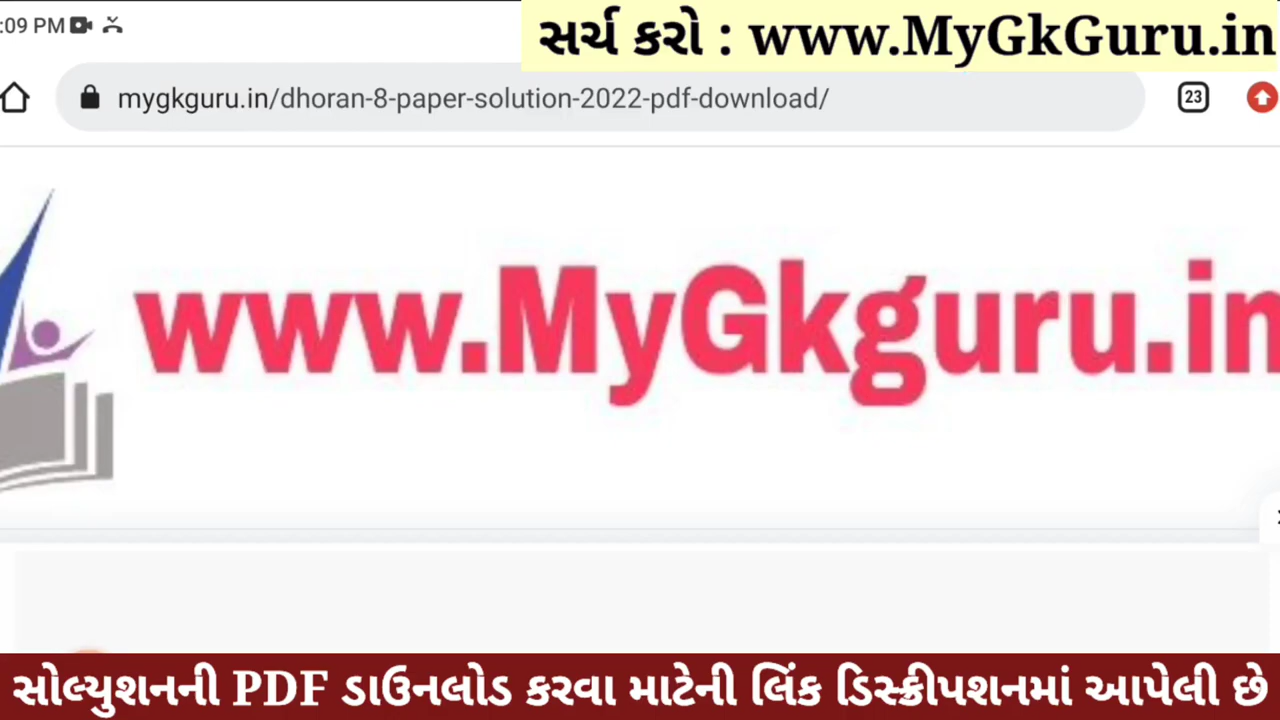 :09 PM
સર્ચ કરો : www.MyGkGuru.in
mygkguru.in/dhoran-8-paper-solution-2022-pdf-download/
23
www.MyGkguru.in
સોલ્યુશનની PDF ડાઉનલોડ કરવા માટેની લિંક ડિસ્ક્રીપશનમાં આપેલી છે